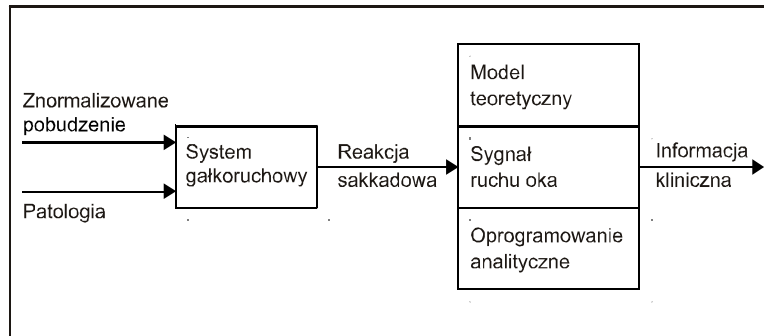 Znormalizowane
pobudzenie
Patologia
System
gałkoruchowy
Reakcja
sakkadowa
Model
teoretyczny
Sygnał
ruchu oka
Oprogramowanie
analityczne
Informacja
kliniczna